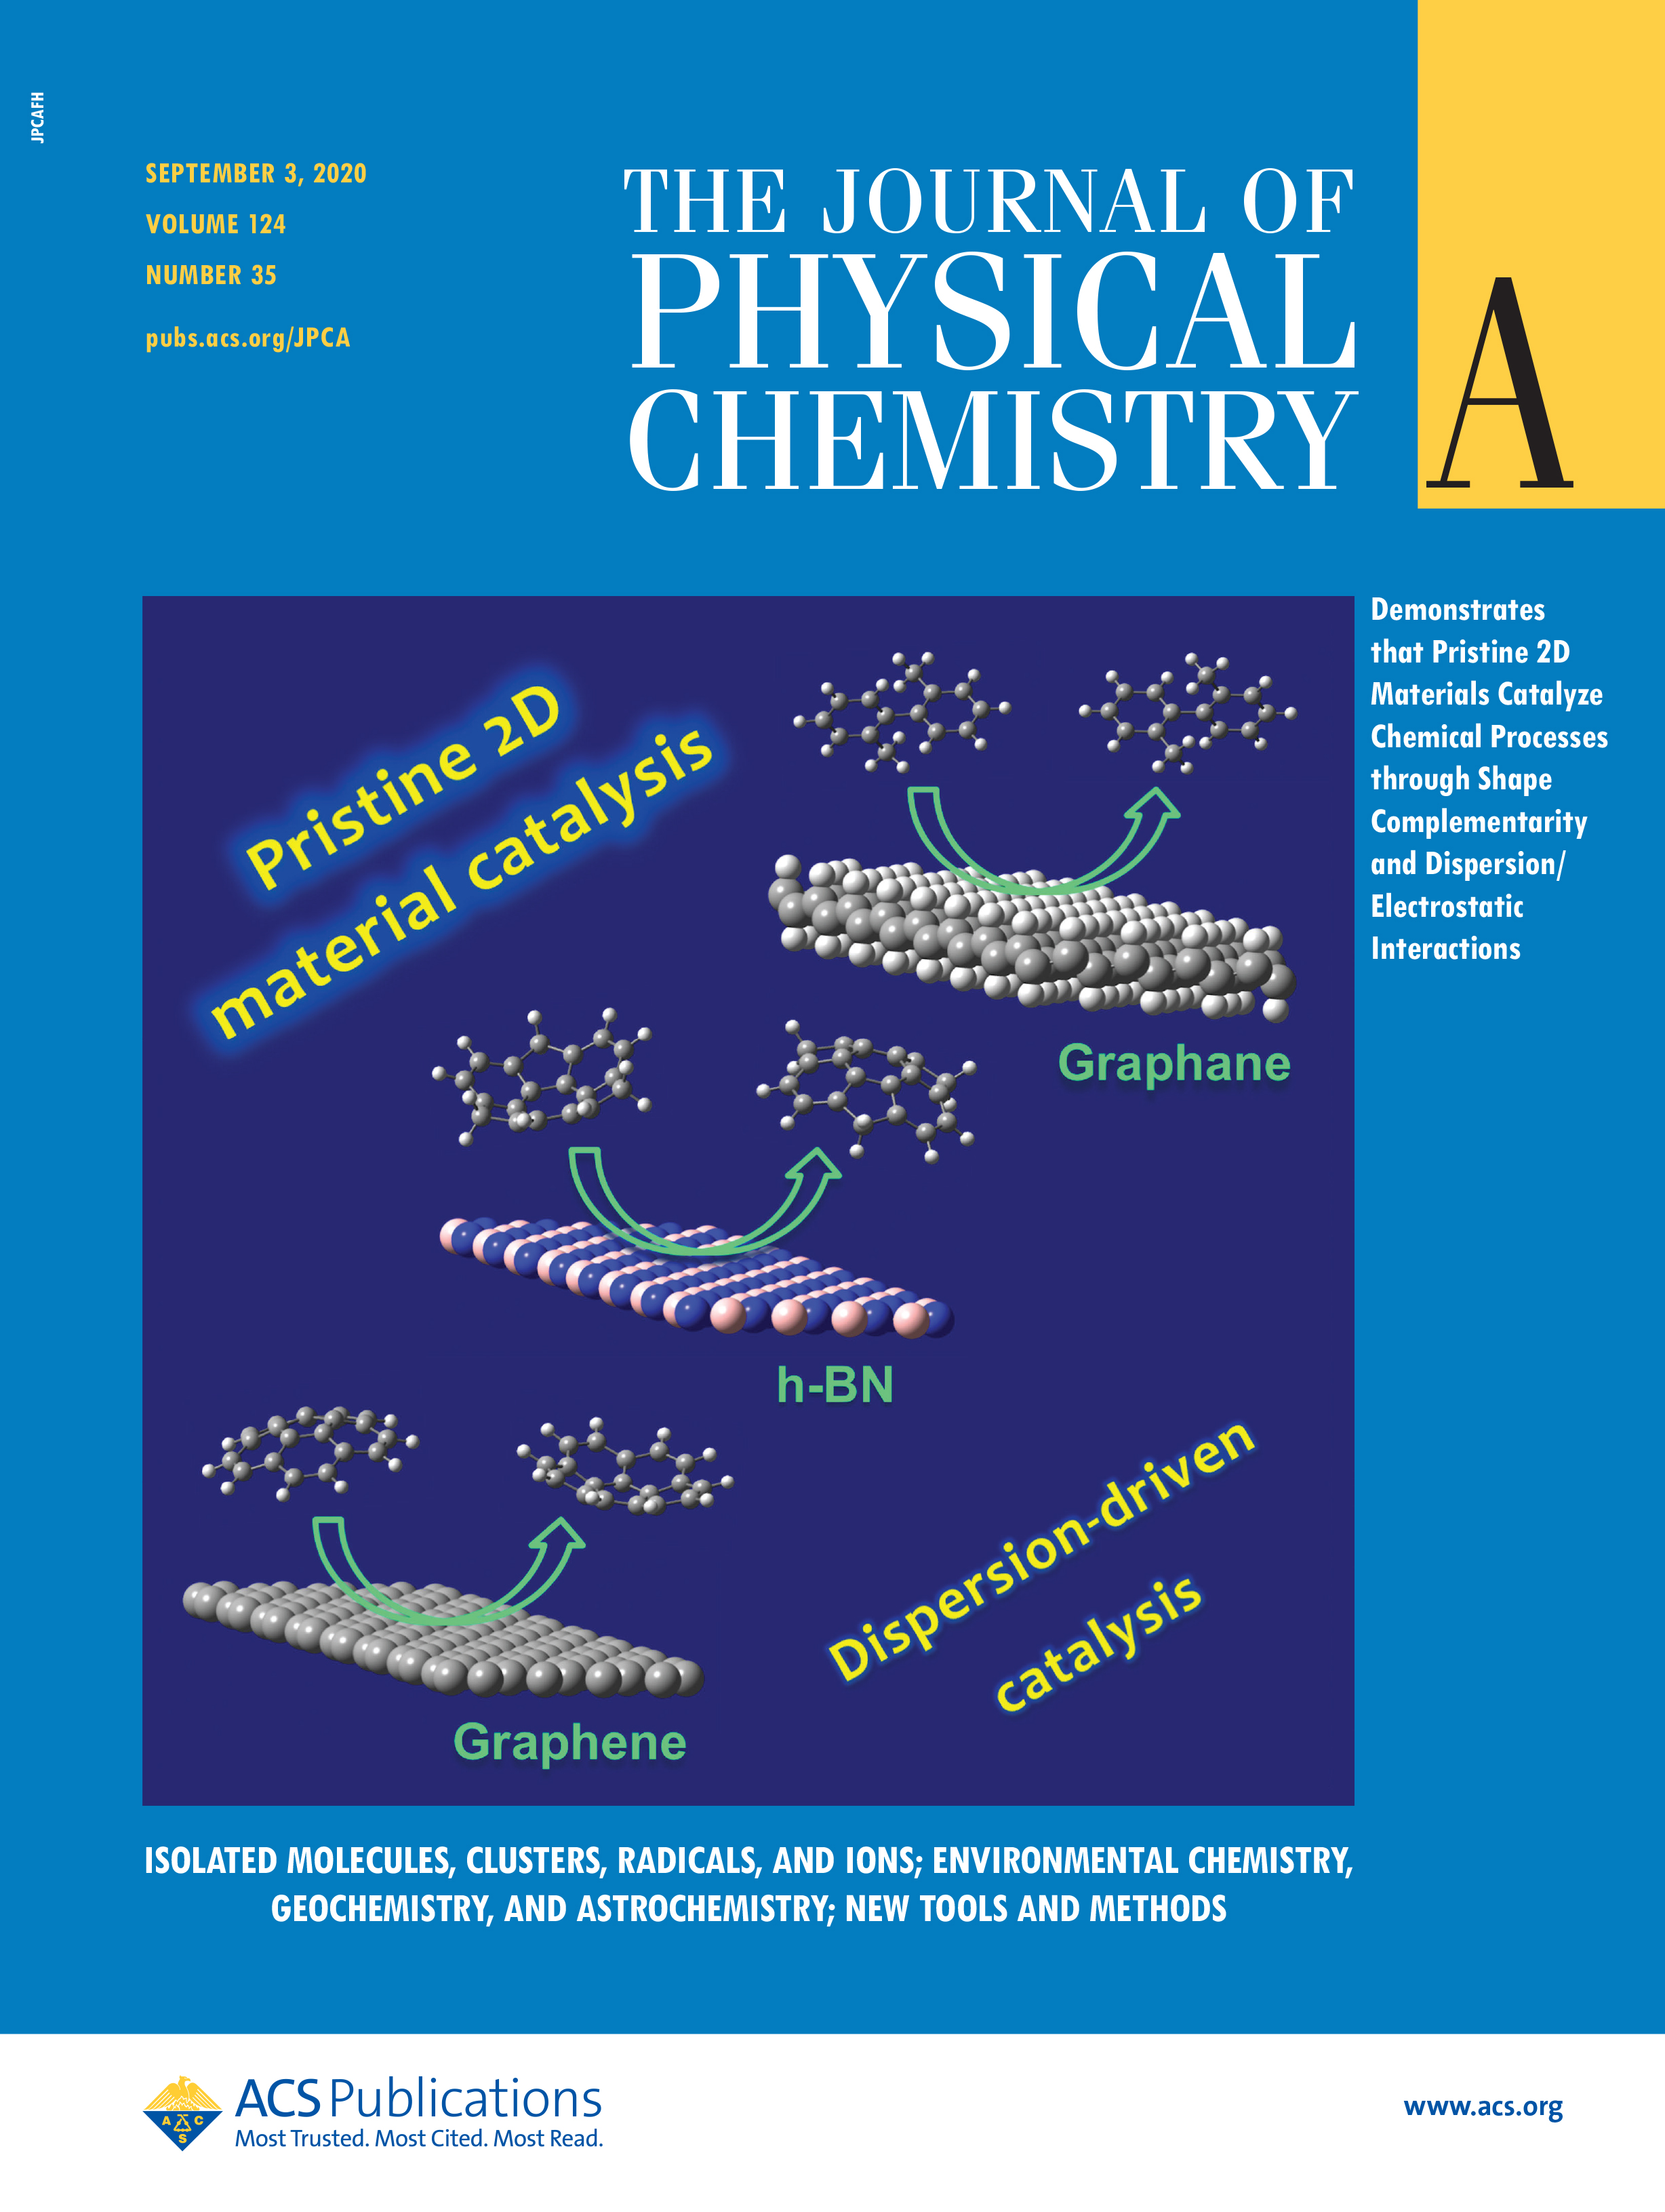 JPCAFH
SEPTEMBER 3, 2020
VOLUME 124
NUMBER 35
pubs.acs.org/JPCA
THE JOURNAL OF
PHYSICAL
CHEMISTRY
A
Demonstrates
that Pristine 2D
Materials Catalyze
Chemical Processes
through Shape
Complementarity
and Dispersion/
Electrostatic
Interactions
Pristine 2D
material catalysis
Graphane
h-BN
Graphene
Dispersion-driven
catalysis
ISOLATED MOLECULES, CLUSTERS, RADICALS, AND IONS; ENVIRONMENTAL CHEMISTRY,
GEOCHEMISTRY, AND ASTROCHEMISTRY; NEW TOOLS AND METHODS
A C
S
ACS Publications
Most Trusted. Most Cited. Most Read.
www.acs.org